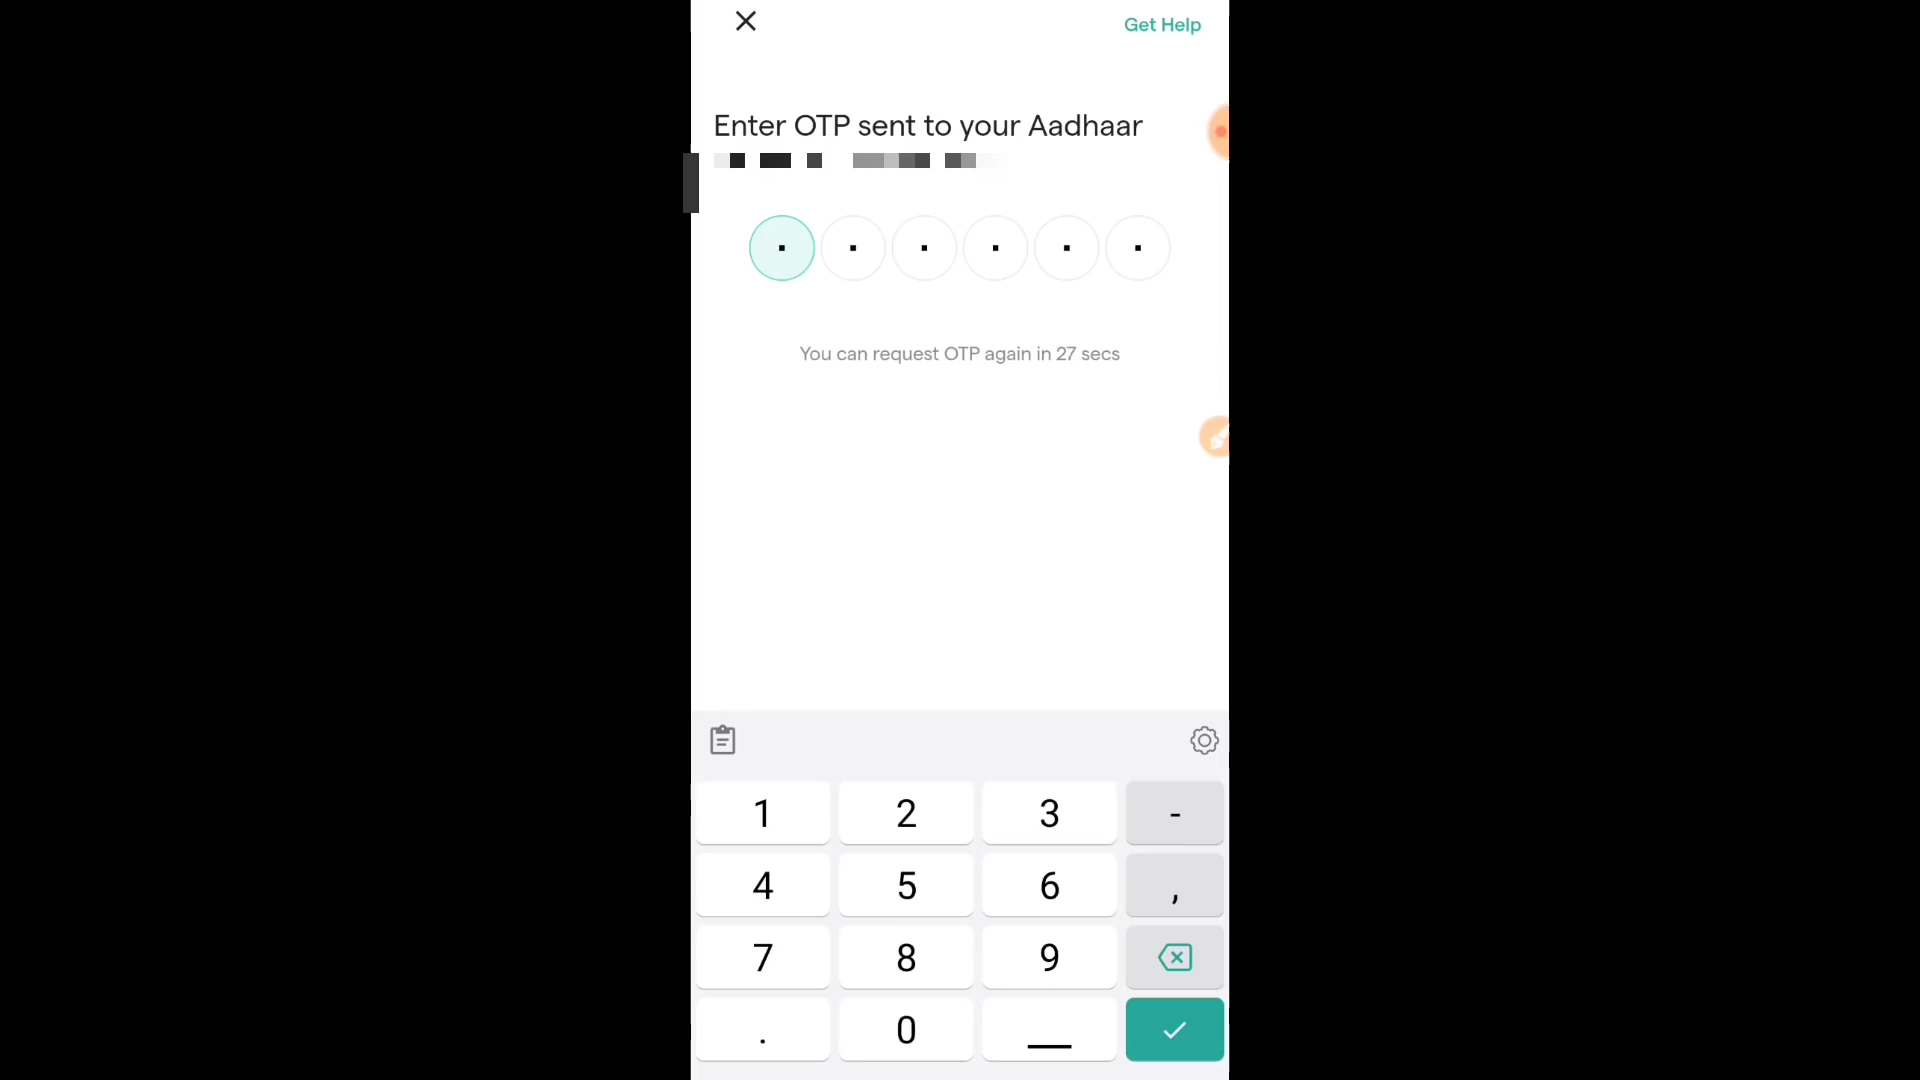 Get Help
Enter OTP sent to your Aadhaar
You can request OTP again in 27 secs
1 2 3 -
4 5 6 ,
7 8 9
. 0